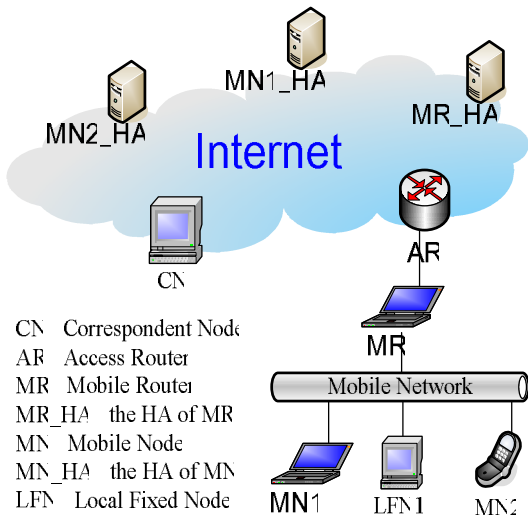 MN1_HA
MN2_HA
MR_HA
Internet
AR
CN
MR
CN Correspondent Node
AR Access Router
MR Mobile Router
MR_HA the HA of MR
MN Mobile Node
MN_HA the HA of MN
LFN Local Fixed Node
Mobile Network
MN1
LFN1
MN2